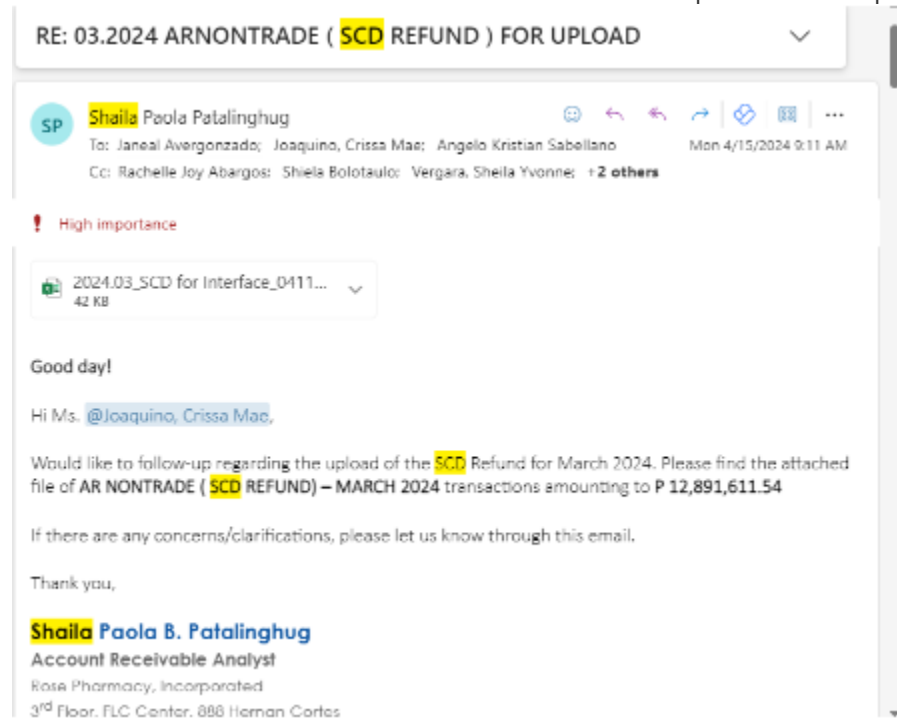 RE: 03.2024 ARNONTRADE ( SCD REFUND ) FOR UPLOAD
SP
Shaila Paola Patalinghug
To: Janeal Avergonzado; Joaquino, Crissa Mae; Angelo Kristian Sabellano
Mon 4/15/2024 9:11 AM
Cc: Rachelle Joy Abargos; Shiela Bolotaulo; Vergara, Sheila Yvonne; +2 others
High importance
2024.03_SCD for Interface_0411...
42 KB
Good day!
Hi Ms. @Joaquino, Crissa Mae,
Would like to follow-up regarding the upload of the SCD Refund for March 2024. Please find the attached
file of AR NONTRADE ( SCD REFUND) – MARCH 2024 transactions amounting to P 12,891,611.54
If there are any concerns/clarifications, please let us know through this email.
Thank you,
Shaila Paola B. Patalinghug
Account Receivable Analyst
Rose Pharmacy, Incorporated
3rd Floor, FLC Center, 888 Hernan Cortes